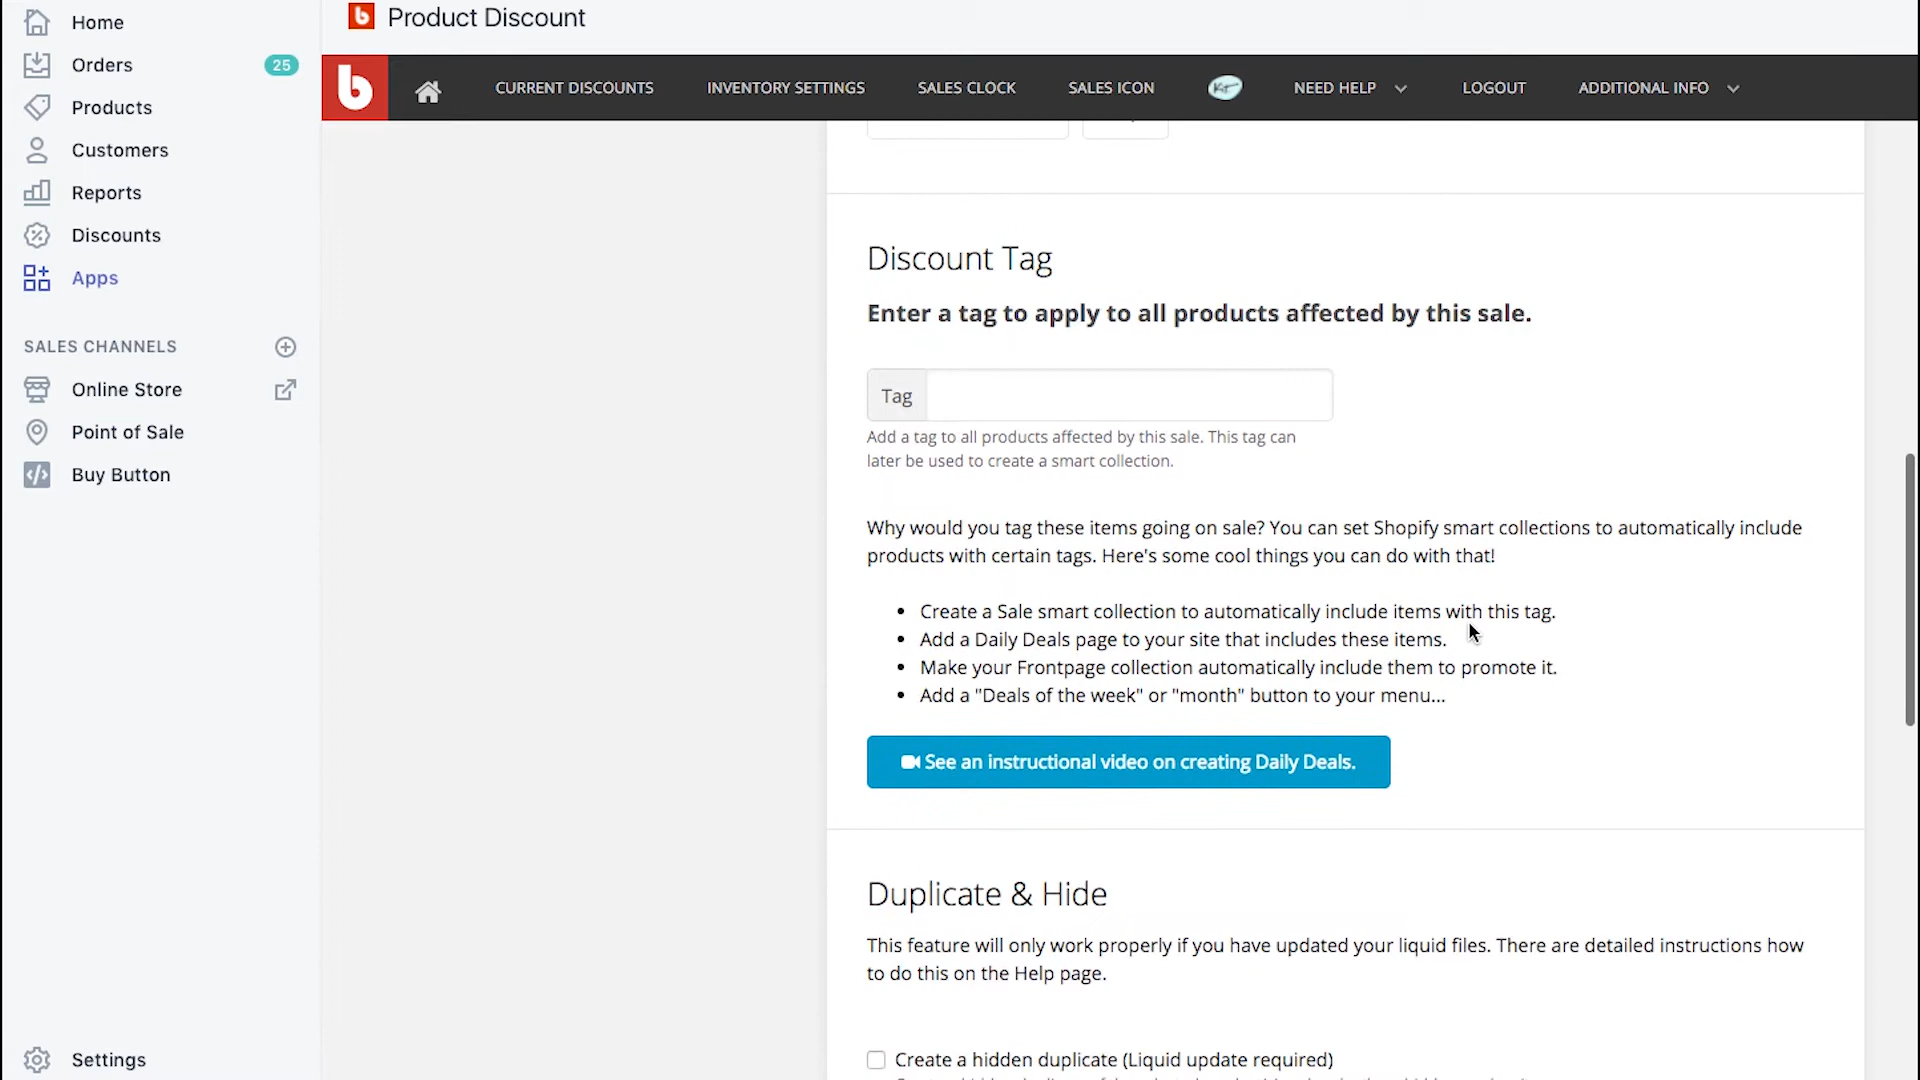 Home
Product Discount
Orders
25
b
CURRENT DISCOUNTS
INVENTORY SETTINGS
SALES CLOCK
SALES ICON
NEED HELP
LOGOUT
ADDITIONAL INFO
Products
Customers
Reports
Discounts
Apps
SALES CHANNELS
Online Store
Point of Sale
Buy Button
Settings
Discount Tag
Enter a tag to apply to all products affected by this sale.
Tag
Add a tag to all products affected by this sale. This tag can
later be used to create a smart collection.
Why would you tag these items going on sale? You can set Shopify smart collections to automatically include
products with certain tags. Here's some cool things you can do with that!
• Create a Sale smart collection to automatically include items with this tag.
• Add a Daily Deals page to your site that includes these items.
• Make your Frontpage collection automatically include them to promote it.
• Add a "Deals of the week" or "month" button to your menu...
See an instructional video on creating Daily Deals.
Duplicate & Hide
This feature will only work properly if you have updated your liquid files. There are detailed instructions how
to do this on the Help page.
Create a hidden duplicate (Liquid update required)